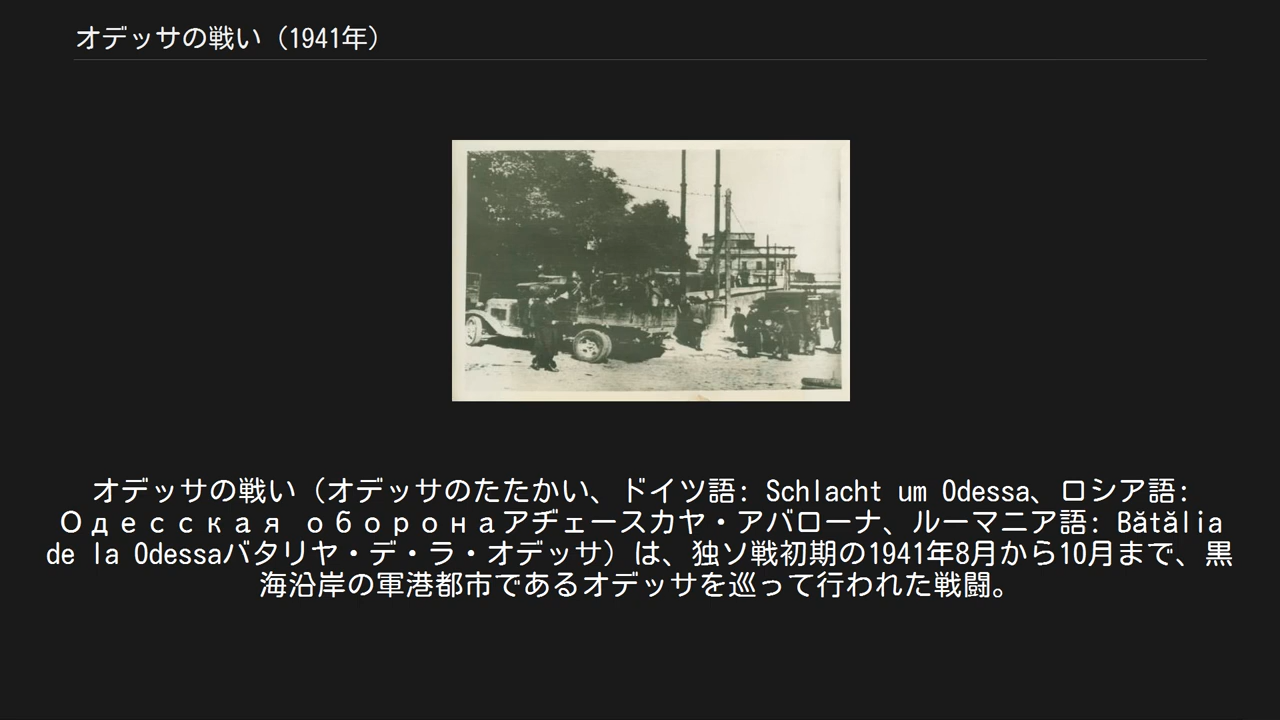 オデッサの戦い（1941年）
オデッサの戦い（オデッサのたたかい、ドイツ語: Schlacht um Odessa、ロシア語:
Одесская оборонаアヂェースカヤ・アバローナ、ルーマニア語: Bătălia
de la Odessaバタリヤ・デ・ラ・オデッサ）は、独ソ戦初期の1941年8月から10月まで、黒
海沿岸の軍港都市であるオデッサを巡って行われた戦闘。